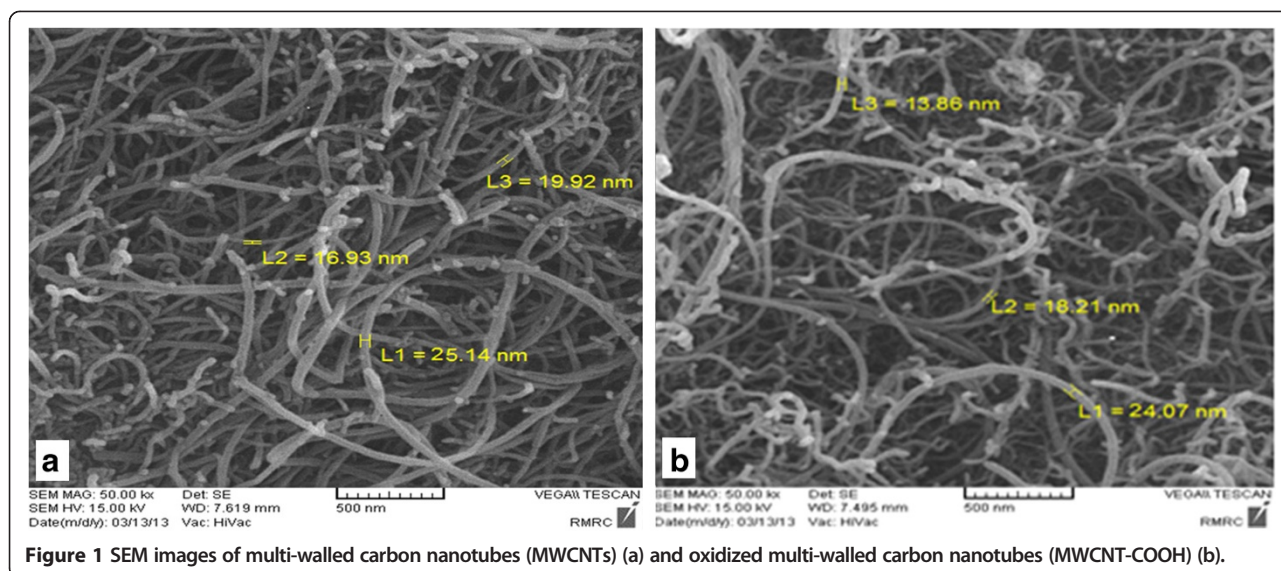 L3 = 19.92 nm
L2 = 16.93 nm
L1 = 25.14 nm
a
SEM MAG: 50.00 kx Det: SE VEGA\\ TESCAN
SEM HV: 15.00 kV WD: 7.619 mm 500 nm
Date(m/d/y): 03/13/13 Vac: HiVac RMRC
L3 = 13.86 nm
L2 = 18.21 nm
L1 = 24.07 nm
b
SEM MAG: 50.00 kx Det: SE VEGA\\ TESCAN
SEM HV: 15.00 kV WD: 7.495 mm 500 nm
Date(m/d/y): 03/13/13 Vac: HiVac RMRC
Figure 1 SEM images of multi-walled carbon nanotubes (MWCNTs) (a) and oxidized multi-walled carbon nanotubes (MWCNT-COOH) (b).